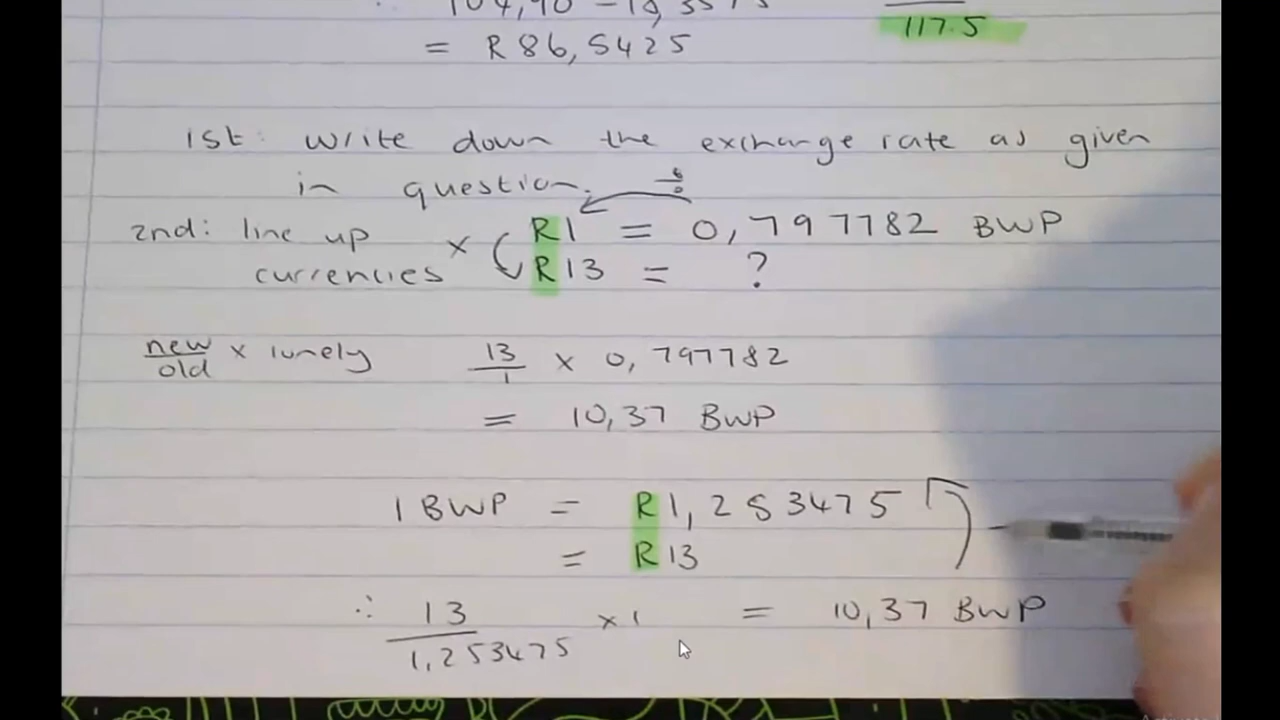 117.5
= R 86,5425
1st: Write down the exchange rate as given
in question.
÷
2nd: line up × R1 = 0,797782 BWP
currencies R13 = ?
new/old × lonely 13/1 × 0,797782
= 10,37 BWP
1 BWP = R1,253475
= R13
∴ 13/1,253475 × 1 = 10,37 BWP